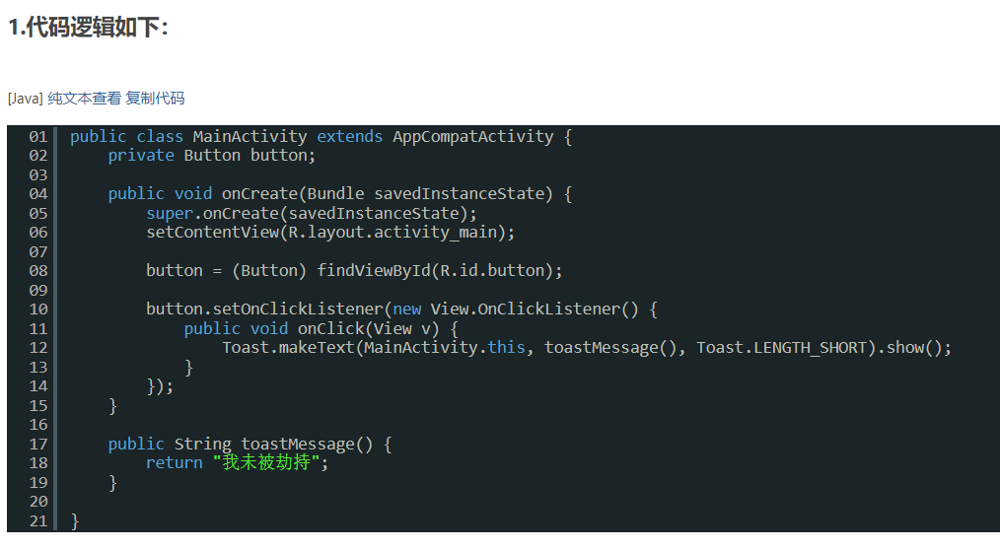 1.代码逻辑如下：
[Java] 纯文本查看 复制代码
01 public class MainActivity extends AppCompatActivity {
02     private Button button;
03
04     public void onCreate(Bundle savedInstanceState) {
05         super.onCreate(savedInstanceState);
06         setContentView(R.layout.activity_main);
07
08         button = (Button) findViewById(R.id.button);
09
10         button.setOnClickListener(new View.OnClickListener() {
11             public void onClick(View v) {
12                 Toast.makeText(MainActivity.this, toastMessage(), Toast.LENGTH_SHORT).show();
13             }
14         });
15     }
16
17     public String toastMessage() {
18         return "我未被劫持";
19     }
20
21 }